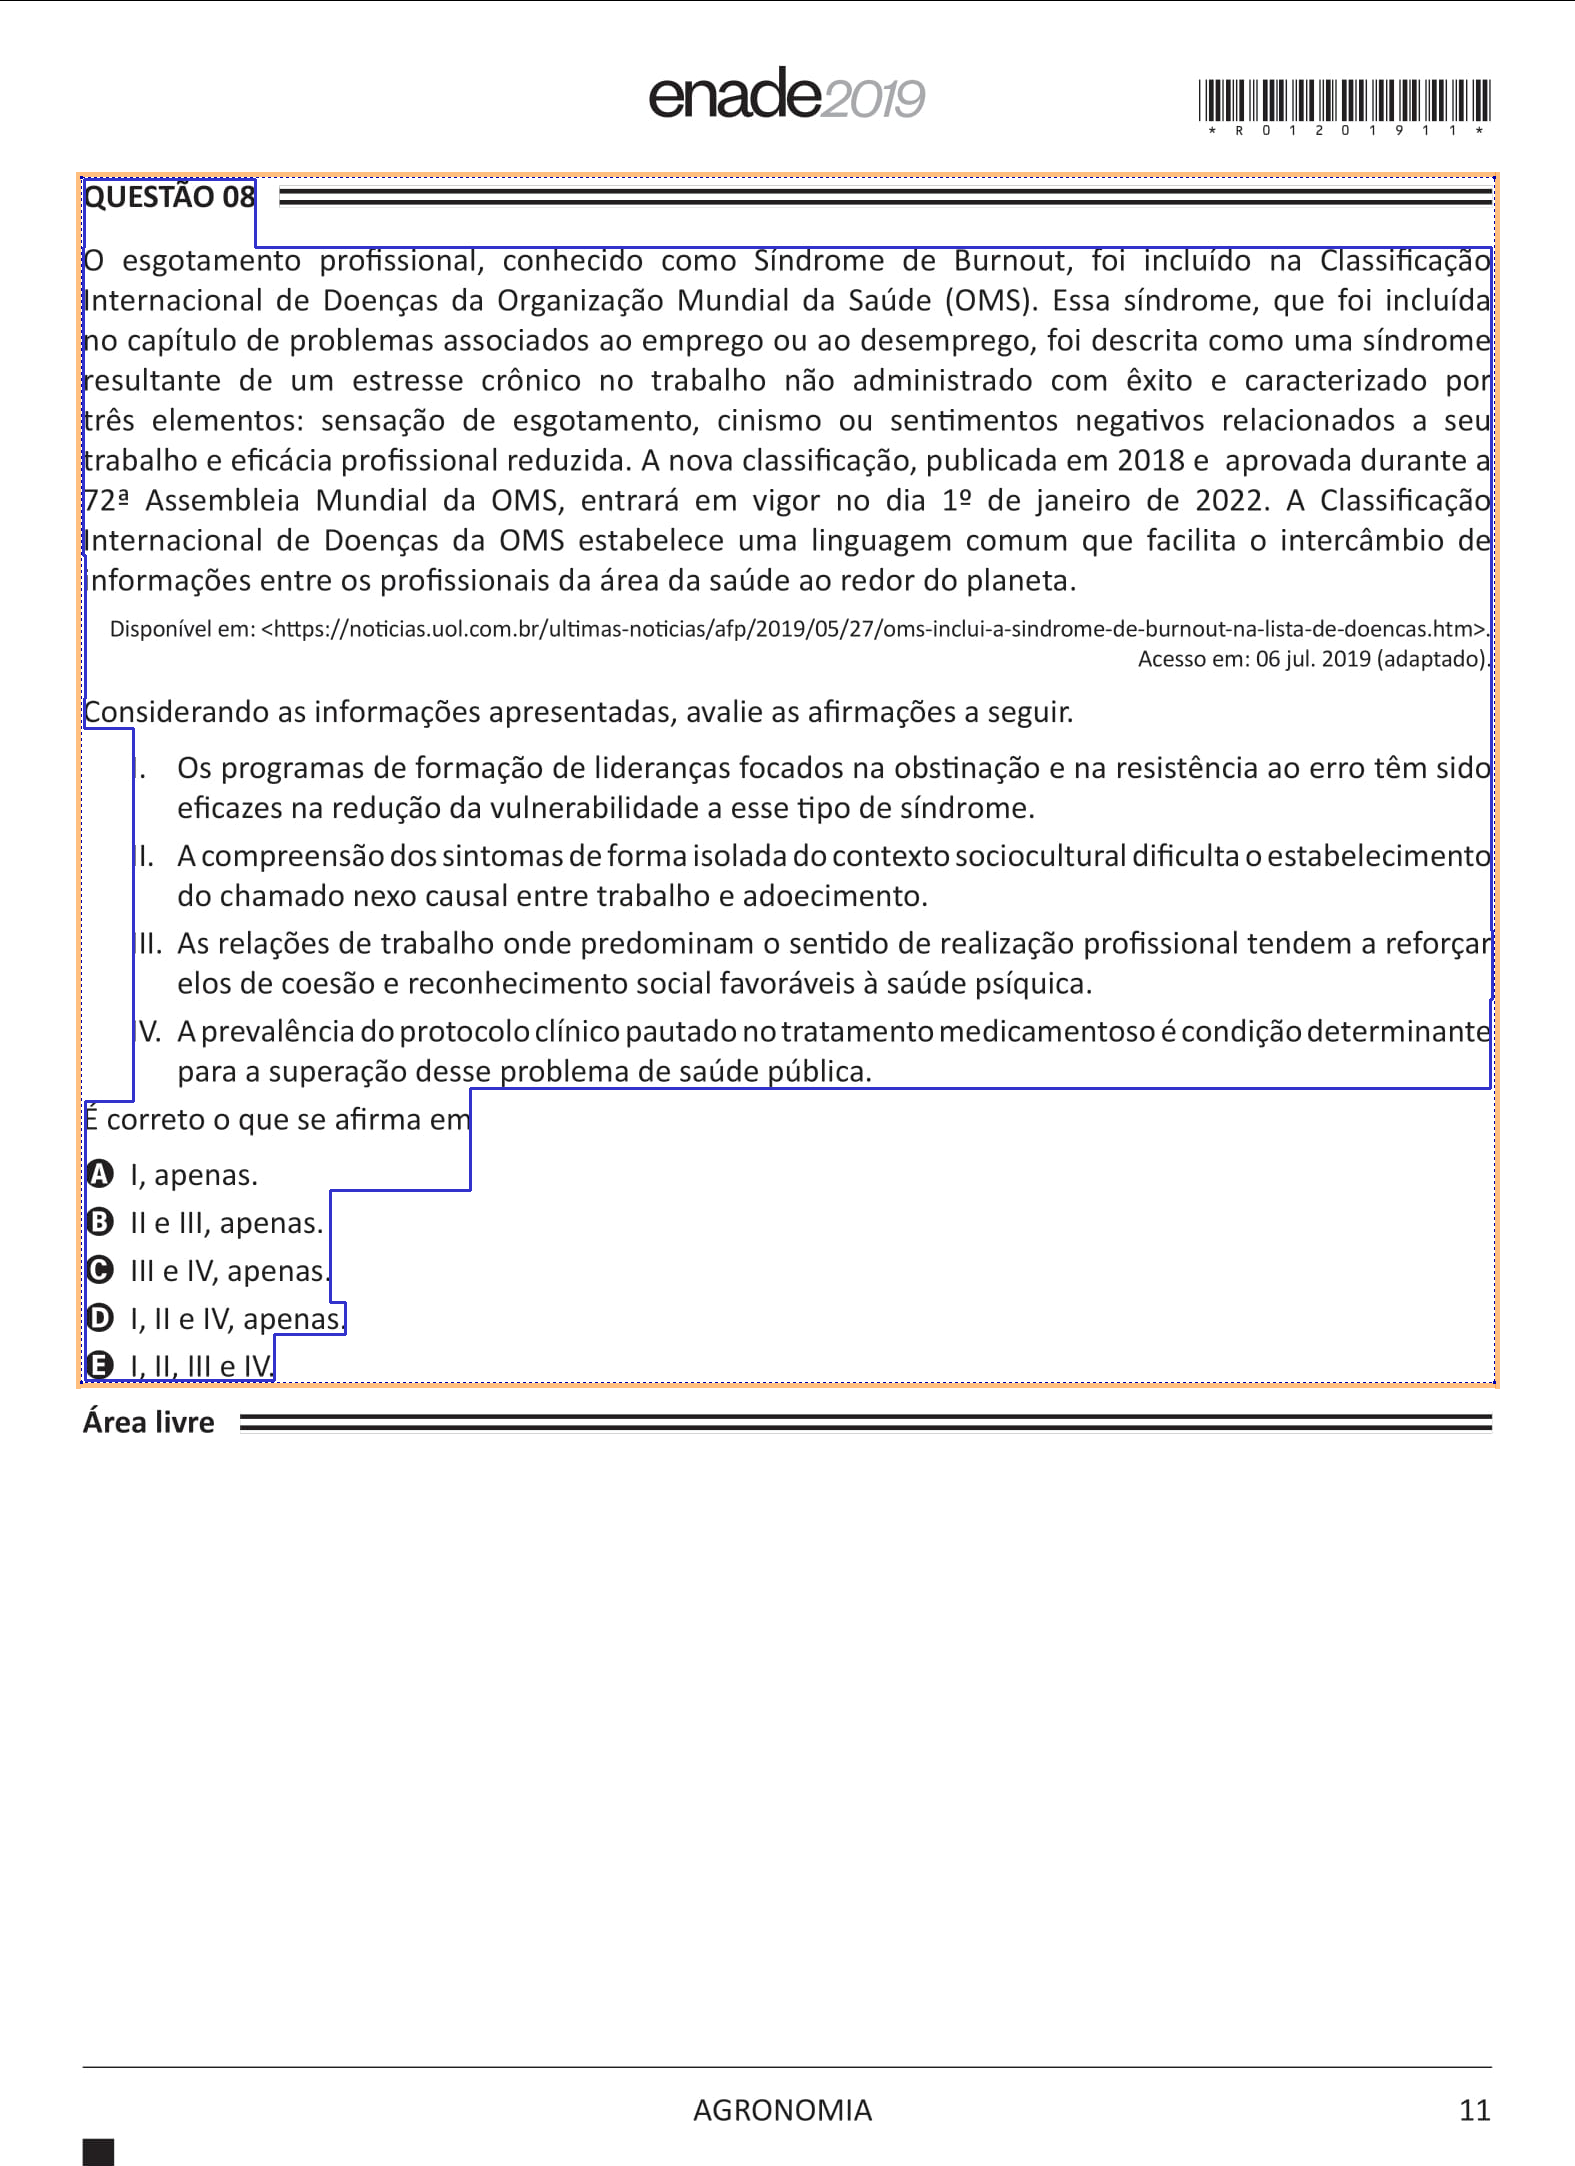 enade2019
*R01201911*
QUESTÃO 08
O esgotamento profissional, conhecido como Síndrome de Burnout, foi incluído na Classificação
Internacional de Doenças da Organização Mundial da Saúde (OMS). Essa síndrome, que foi incluída
no capítulo de problemas associados ao emprego ou ao desemprego, foi descrita como uma síndrome
resultante de um estresse crônico no trabalho não administrado com êxito e caracterizado por
três elementos: sensação de esgotamento, cinismo ou sentimentos negativos relacionados a seu
trabalho e eficácia profissional reduzida. A nova classificação, publicada em 2018 e aprovada durante a
72ª Assembleia Mundial da OMS, entrará em vigor no dia 1º de janeiro de 2022. A Classificação
Internacional de Doenças da OMS estabelece uma linguagem comum que facilita o intercâmbio de
informações entre os profissionais da área da saúde ao redor do planeta.
Disponível em: <https://noticias.uol.com.br/ultimas-noticias/afp/2019/05/27/oms-inclui-a-sindrome-de-burnout-na-lista-de-doencas.htm>.
Acesso em: 06 jul. 2019 (adaptado).
Considerando as informações apresentadas, avalie as afirmações a seguir.
I. Os programas de formação de lideranças focados na obstinação e na resistência ao erro têm sido
eficazes na redução da vulnerabilidade a esse tipo de síndrome.
II. A compreensão dos sintomas de forma isolada do contexto sociocultural dificulta o estabelecimento
do chamado nexo causal entre trabalho e adoecimento.
III. As relações de trabalho onde predominam o sentido de realização profissional tendem a reforçar
elos de coesão e reconhecimento social favoráveis à saúde psíquica.
IV. A prevalência do protocolo clínico pautado no tratamento medicamentoso é condição determinante
para a superação desse problema de saúde pública.
É correto o que se afirma em
A I, apenas.
B II e III, apenas.
C III e IV, apenas.
D I, II e IV, apenas.
E I, II, III e IV.
Área livre
AGRONOMIA
11